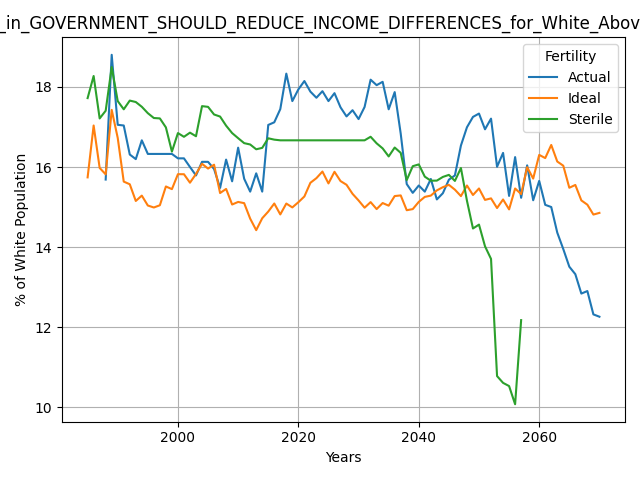 _in_GOVERNMENT_SHOULD_REDUCE_INCOME_DIFFERENCES_for_White_Abov
Fertility
Actual
Ideal
Sterile
% of White Population
18
16
14
12
10
2000 2020 2040 2060
Years